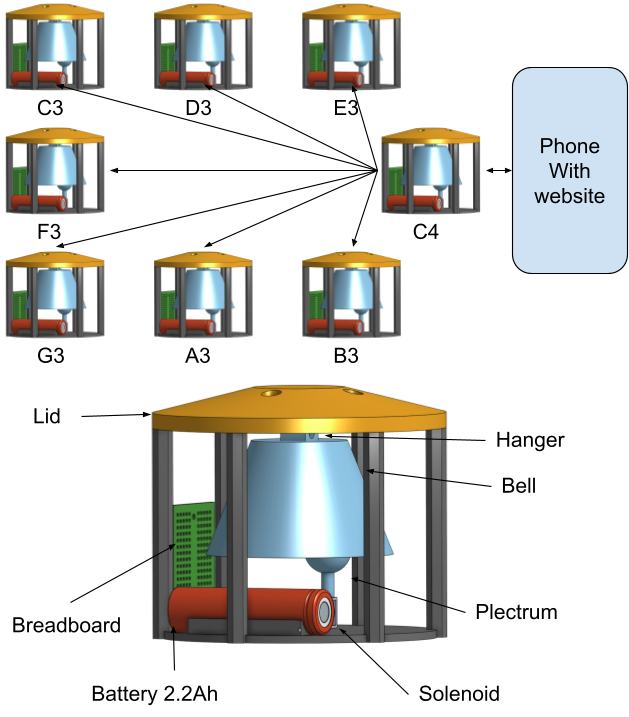 C3
D3
E3
F3
C4
Phone
With
website
G3
A3
B3
Lid
Hanger
Bell
Breadboard
Plectrum
Battery 2.2Ah
Solenoid